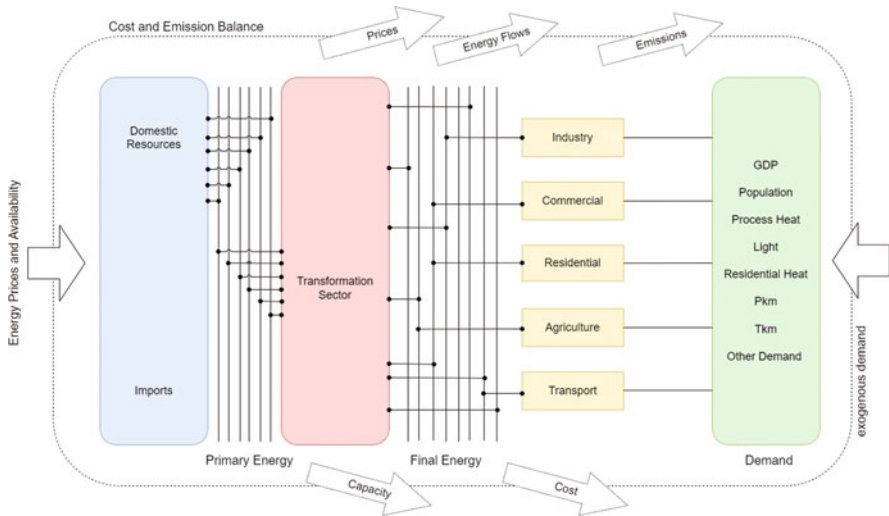 Cost and Emission Balance
Prices
Energy Flows
Emissions
Energy Prices and Availability
Domestic
Resources
Imports
Primary Energy
Transformation
Sector
Capacity
Final Energy
Industry
Commercial
Residential
Agriculture
Transport
Cost
GDP
Population
Process Heat
Light
Residential Heat
Pkm
Tkm
Other Demand
Demand
exogenous demand